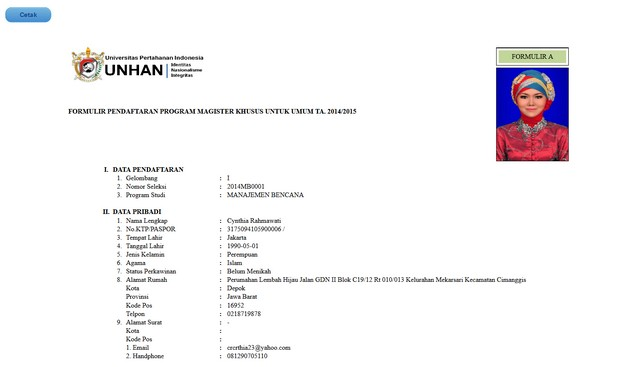 Cetak
Universitas Pertahanan Indonesia
UNHAN
Identitas
Nasionalisme
Integritas
FORMULIR A
FORMULIR PENDAFTARAN PROGRAM MAGISTER KHUSUS UNTUK UMUM TA. 2014/2015
I. DATA PENDAFTARAN
1. Gelombang : I
2. Nomor Seleksi : 2014MB0001
3. Program Studi : MANAJEMEN BENCANA
II. DATA PRIBADI
1. Nama Lengkap : Cynthia Rahmawati
2. No.KTP/PASPOR : 3175094105900006 /
3. Tempat Lahir : Jakarta
4. Tanggal Lahir : 1990-05-01
5. Jenis Kelamin : Perempuan
6. Agama : Islam
7. Status Perkawinan : Belum Menikah
8. Alamat Rumah : Perumahan Lembah Hijau Jalan GDN II Blok C19/12 Rt 010/013 Kelurahan Mekarsari Kecamatan Cimanggis
Kota : Depok
Provinsi : Jawa Barat
Kode Pos : 16952
Telpon : 0218719878
9. Alamat Surat : -
Kota :
Kode Pos :
1. Email : crcrthia23@yahoo.com
2. Handphone : 081290705110